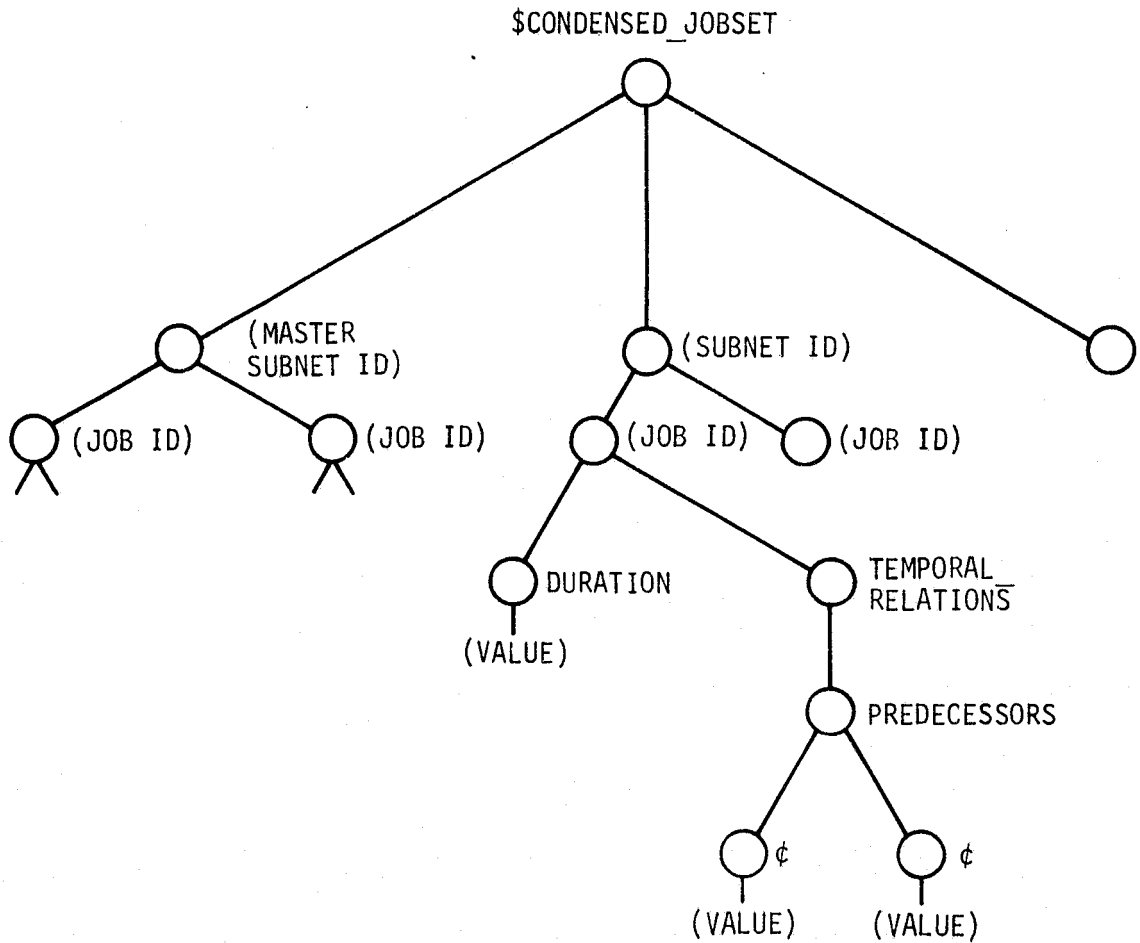 $CONDENSED_JOBSET
(MASTER
SUBNET ID)
(SUBNET ID)
(JOB ID)
(JOB ID)
(JOB ID)
(JOB ID)
DURATION
TEMPORAL_
RELATIONS
(VALUE)
PREDECESSORS
¢
¢
(VALUE)
(VALUE)